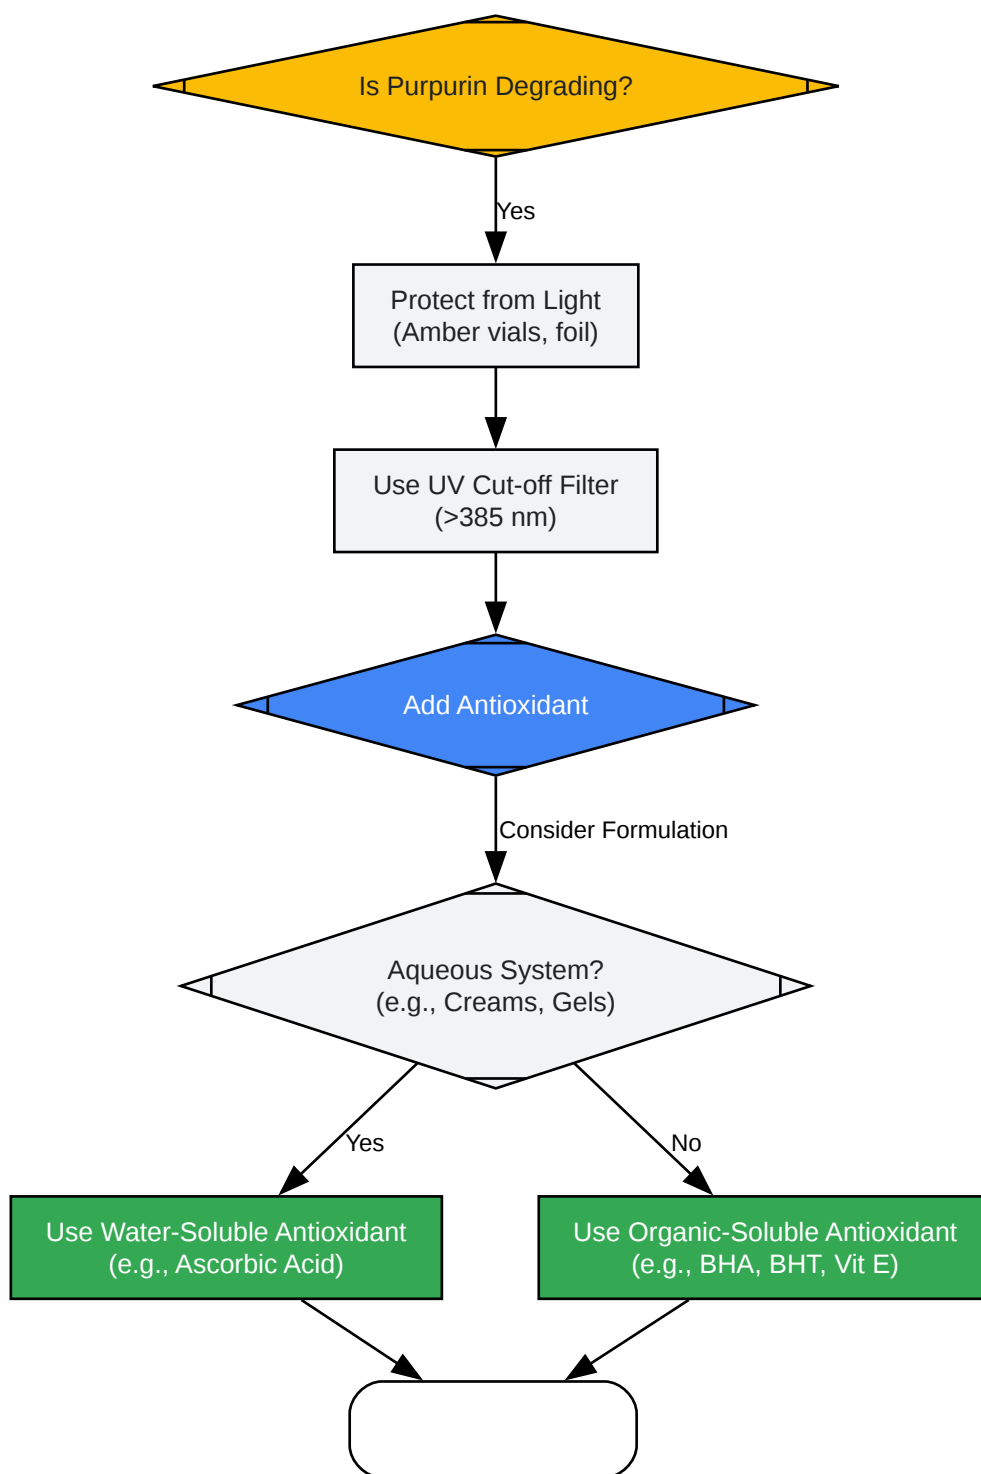 Is Purpurin Degrading?
Yes
Protect from Light
(Amber vials, foil)
Use UV Cut-off Filter
(>385 nm)
Add Antioxidant
Consider Formulation
Aqueous System?
(e.g., Creams, Gels)
Yes
No
Use Water-Soluble Antioxidant
(e.g., Ascorbic Acid)
Use Organic-Soluble Antioxidant
(e.g., BHA, BHT, Vit E)